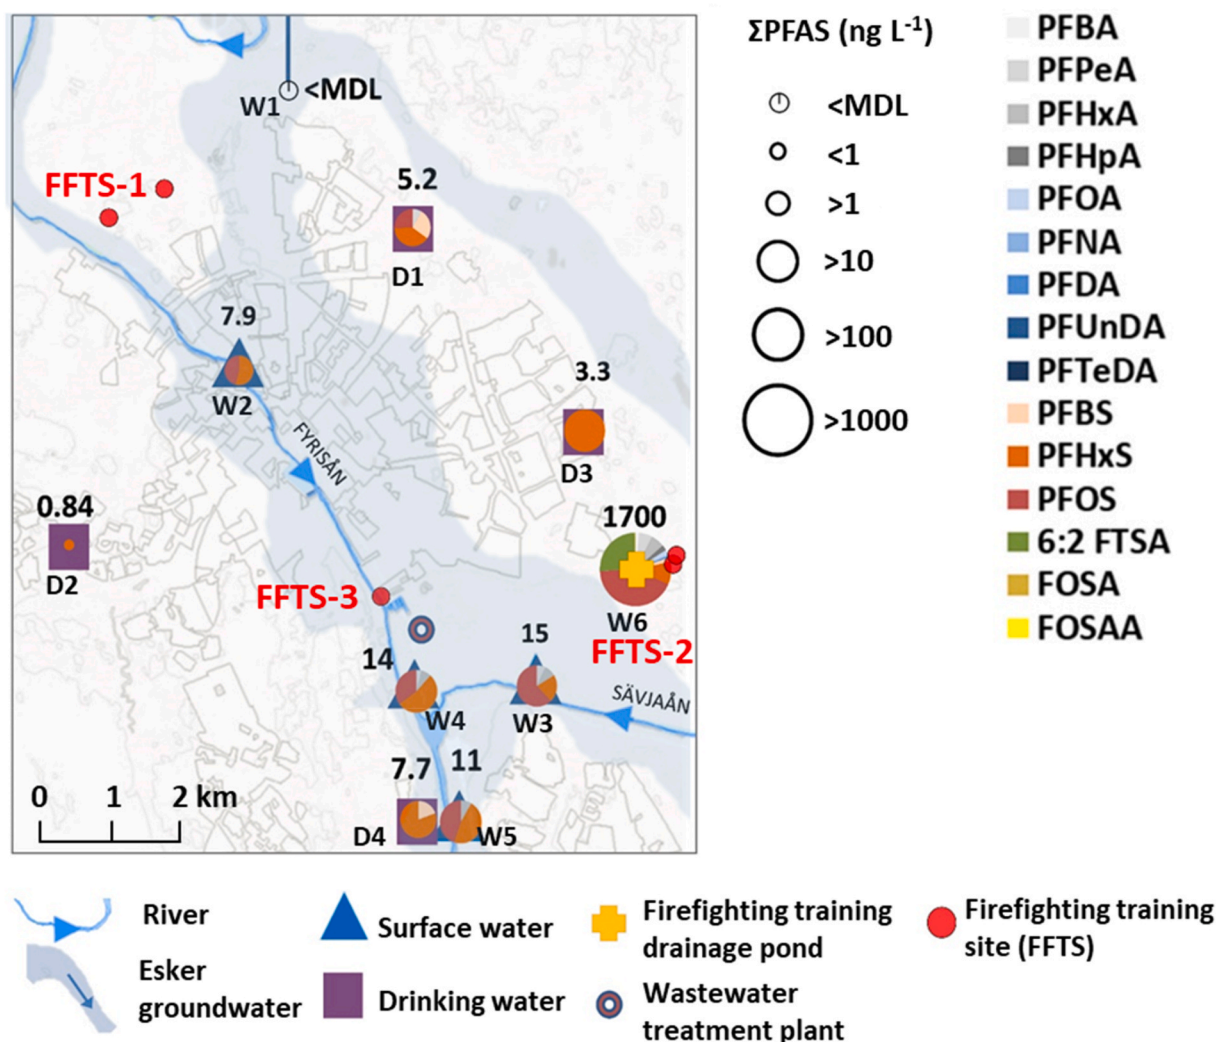 <MDL
W1
FFTS-1
5.2
D1
7.9
W2
FYRISÅN
3.3
D3
0.84
D2
1700
W6
FFTS-2
FFTS-3
15
W3
SÄVJAÅN
14
W4
7.7
D4
11
W5
0 1 2 km
ΣPFAS (ng L-1)
<MDL
<1
>1
>10
>100
>1000
PFBA
PFPeA
PFHxA
PFHpA
PFOA
PFNA
PFDA
PFUnDA
PFTeDA
PFBS
PFHxS
PFOS
6:2 FTSA
FOSA
FOSAA
River
Esker
groundwater
Surface water
Drinking water
Firefighting training
drainage pond
Wastewater
treatment plant
Firefighting training
site (FFTS)